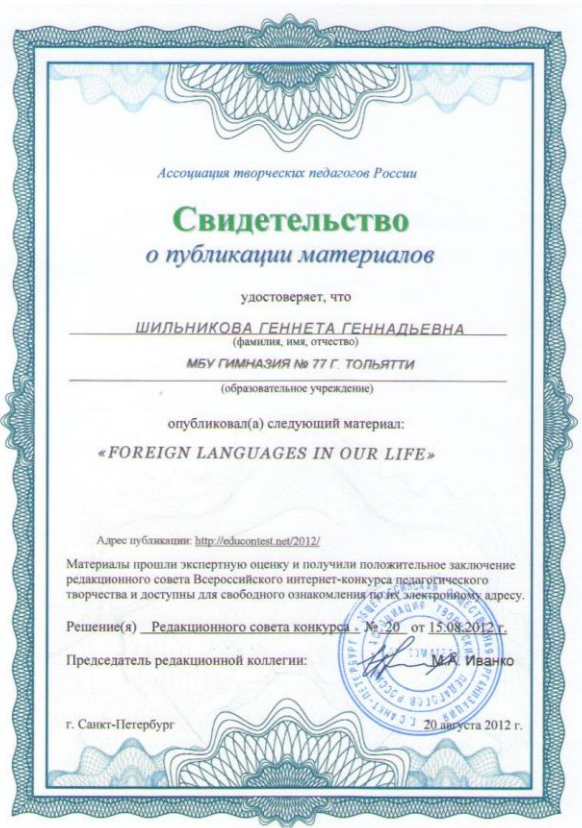 Ассоциация творческих педагогов России
Свидетельство
о публикации материалов
удостоверяет, что
ШИЛЬНИКОВА ГЕННЕТА ГЕННАДЬЕВНА
(фамилия, имя, отчество)
МБУ ГИМНАЗИЯ № 77 Г. ТОЛЬЯТТИ
(образовательное учреждение)
опубликовал(а) следующий материал:
«FOREIGN LANGUAGES IN OUR LIFE»
Адрес публикации: http://educontest.net/2012/
Материалы прошли экспертную оценку и получили положительное заключение
редакционного совета Всероссийского интернет-конкурса педагогического
творчества и доступны для свободного ознакомления по их электронному адресу.
Решение(я) Редакционного совета конкурса . № 20 от 15.08.2012 г.
Председатель редакционной коллегии: М.А. Иванко
г. Санкт-Петербург 20 августа 2012 г.